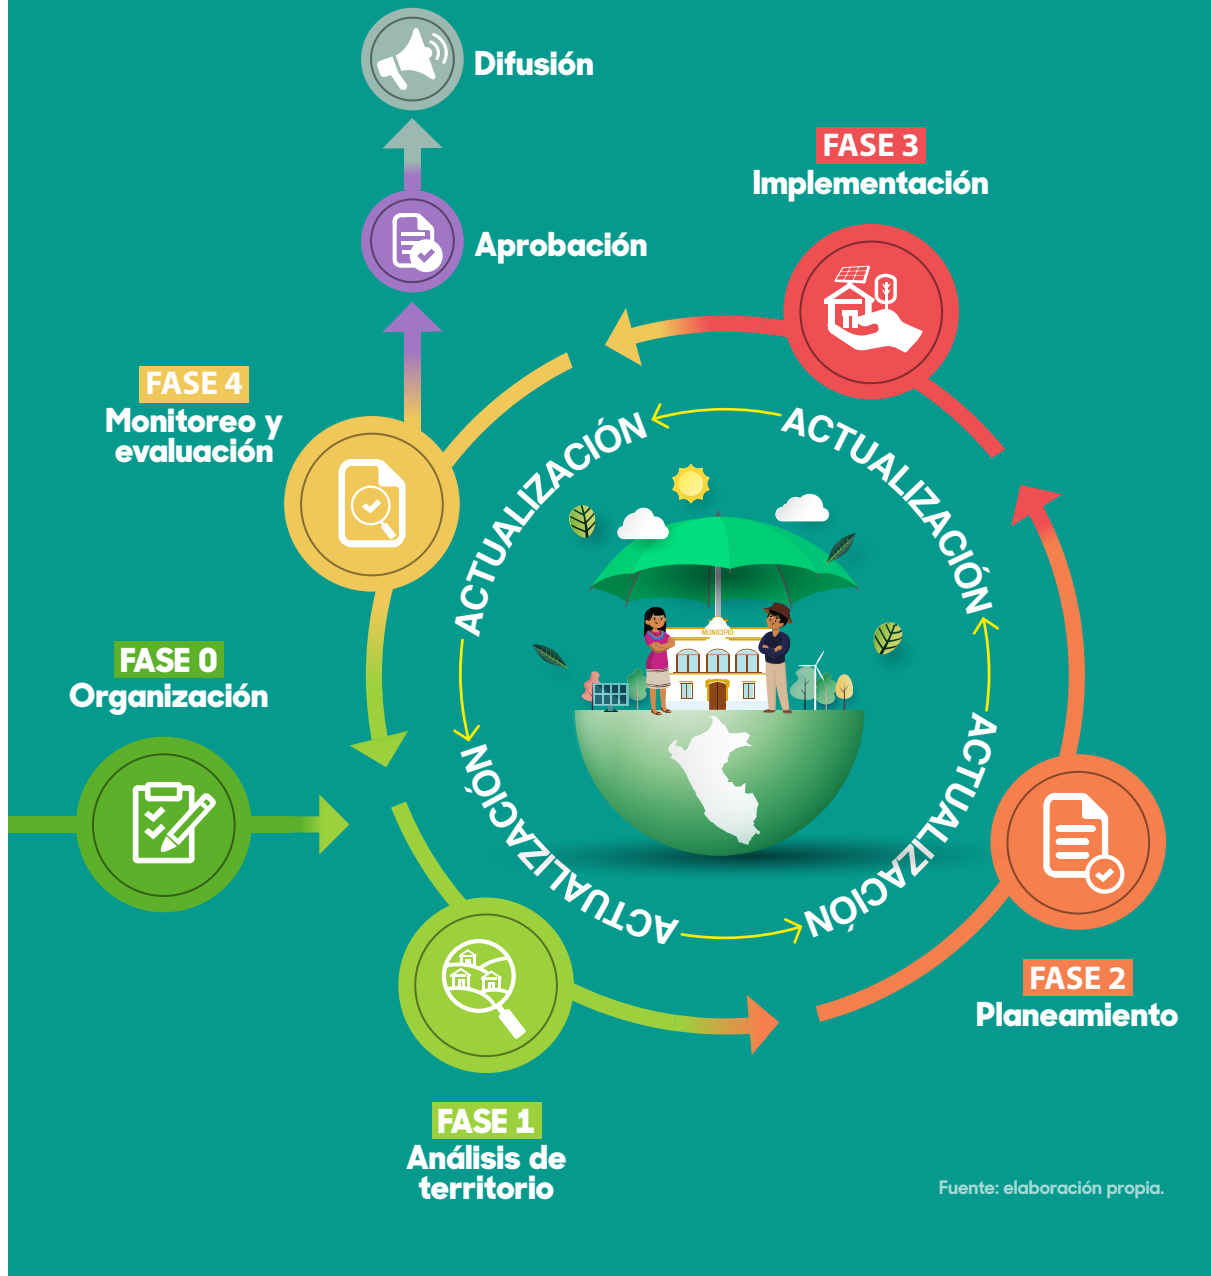 Difusión
Aprobación
FASE 3
Implementación
FASE 4
Monitoreo y
evaluación
FASE 0
Organización
ACTUALIZACIÓN
ACTUALIZACIÓN
ACTUALIZACIÓN
ACTUALIZACIÓN
MUNICIPIO
FASE 2
Planeamiento
FASE 1
Análisis de
territorio
Fuente: elaboración propia.